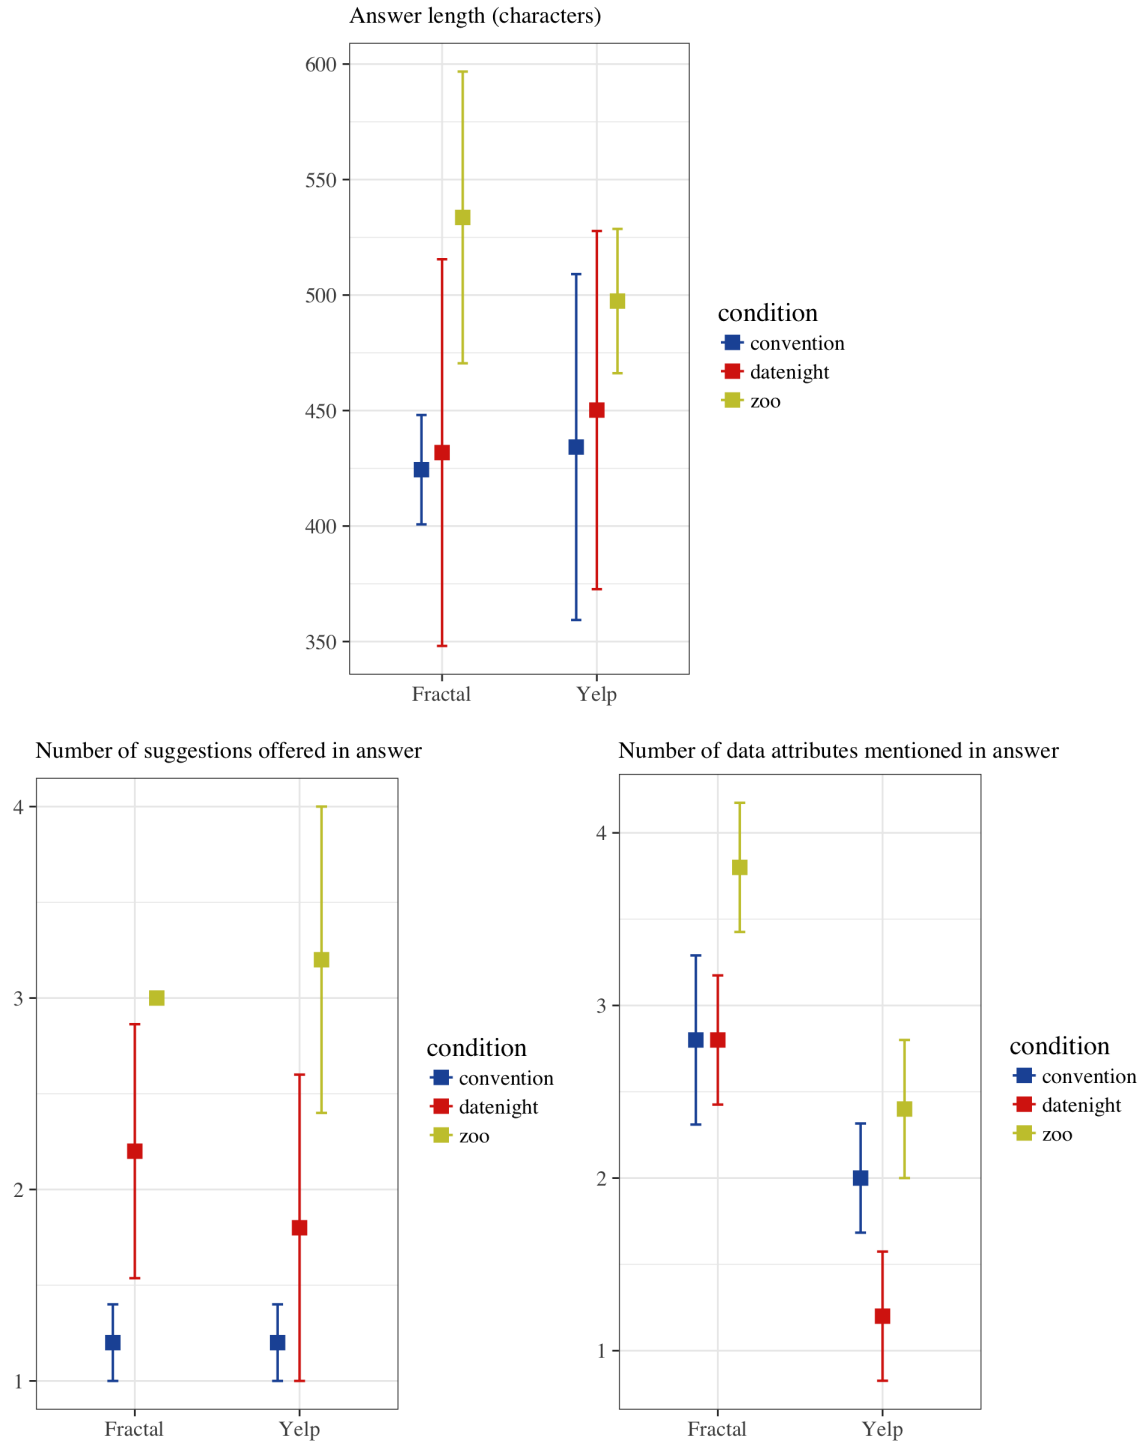 Answer length (characters)
600
550
500
450
400
350
Fractal Yelp
condition
convention
datenight
zoo
Number of suggestions offered in answer
4
3
2
1
Fractal Yelp
condition
convention
datenight
zoo
Number of data attributes mentioned in answer
4
3
2
1
Fractal Yelp
condition
convention
datenight
zoo